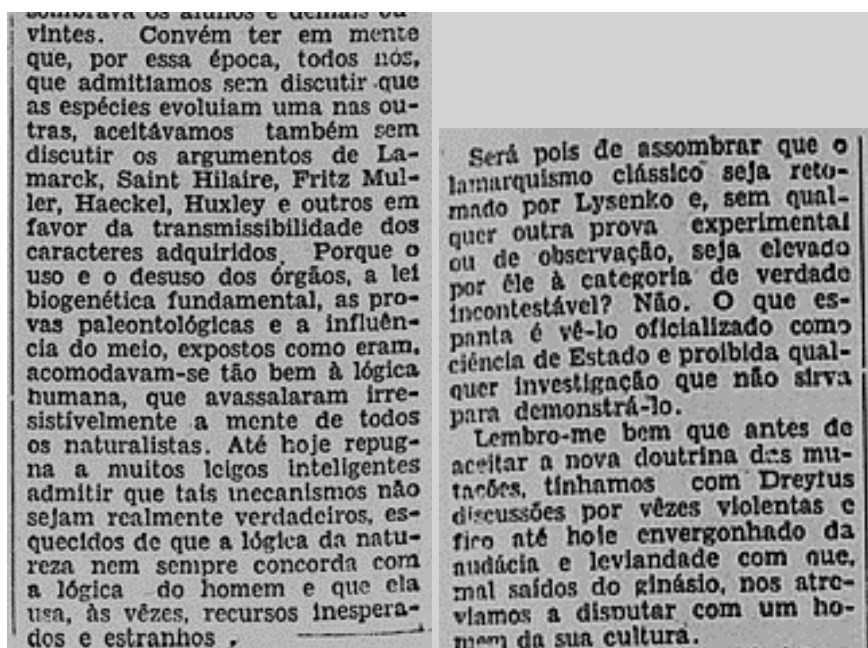 sombrava os alunos e demais ou-
vintes. Convém ter em mente
que, por essa época, todos nós,
que admitíamos sem discutir que
as espécies evoluiam uma nas ou-
tras, aceitávamos também sem
discutir os argumentos de La-
marck, Saint Hilaire, Fritz Mul-
ler, Haeckel, Huxley e outros em
favor da transmissibilidade dos
caracteres adquiridos. Porque o
uso e o desuso dos órgãos, a lei
biogenética fundamental, as pro-
vas paleontológicas e a influên-
cia do meio, expostos como eram,
acomodavam-se tão bem à lógica
humana, que avassalaram irre-
sistívelmente a mente de todos
os naturalistas. Até hoje repug-
na a muitos leigos inteligentes
admitir que tais mecanismos não
sejam realmente verdadeiros, es-
quecidos de que a lógica da natu-
reza nem sempre concorda com
a lógica do homem e que ela
usa, às vêzes, recursos inespera-
dos e estranhos.
Será pois de assombrar que o
lamarquismo clássico seja reto-
mado por Lysenko e, sem qual-
quer outra prova experimental
ou de observação, seja elevado
por êle à categoria de verdade
incontestável? Não. O que es-
panta é vê-lo oficializado como
ciência de Estado e proibida qual-
quer investigação que não sirva
para demonstrá-lo.
Lembro-me bem que antes de
aceitar a nova doutrina das mu-
tações, tínhamos com Dreyfus
discussões por vêzes violentas e
fico até hoje envergonhado da
audácia e leviandade com que,
mal saídos do ginásio, nos atre-
víamos a disputar com um ho-
mem da sua cultura.